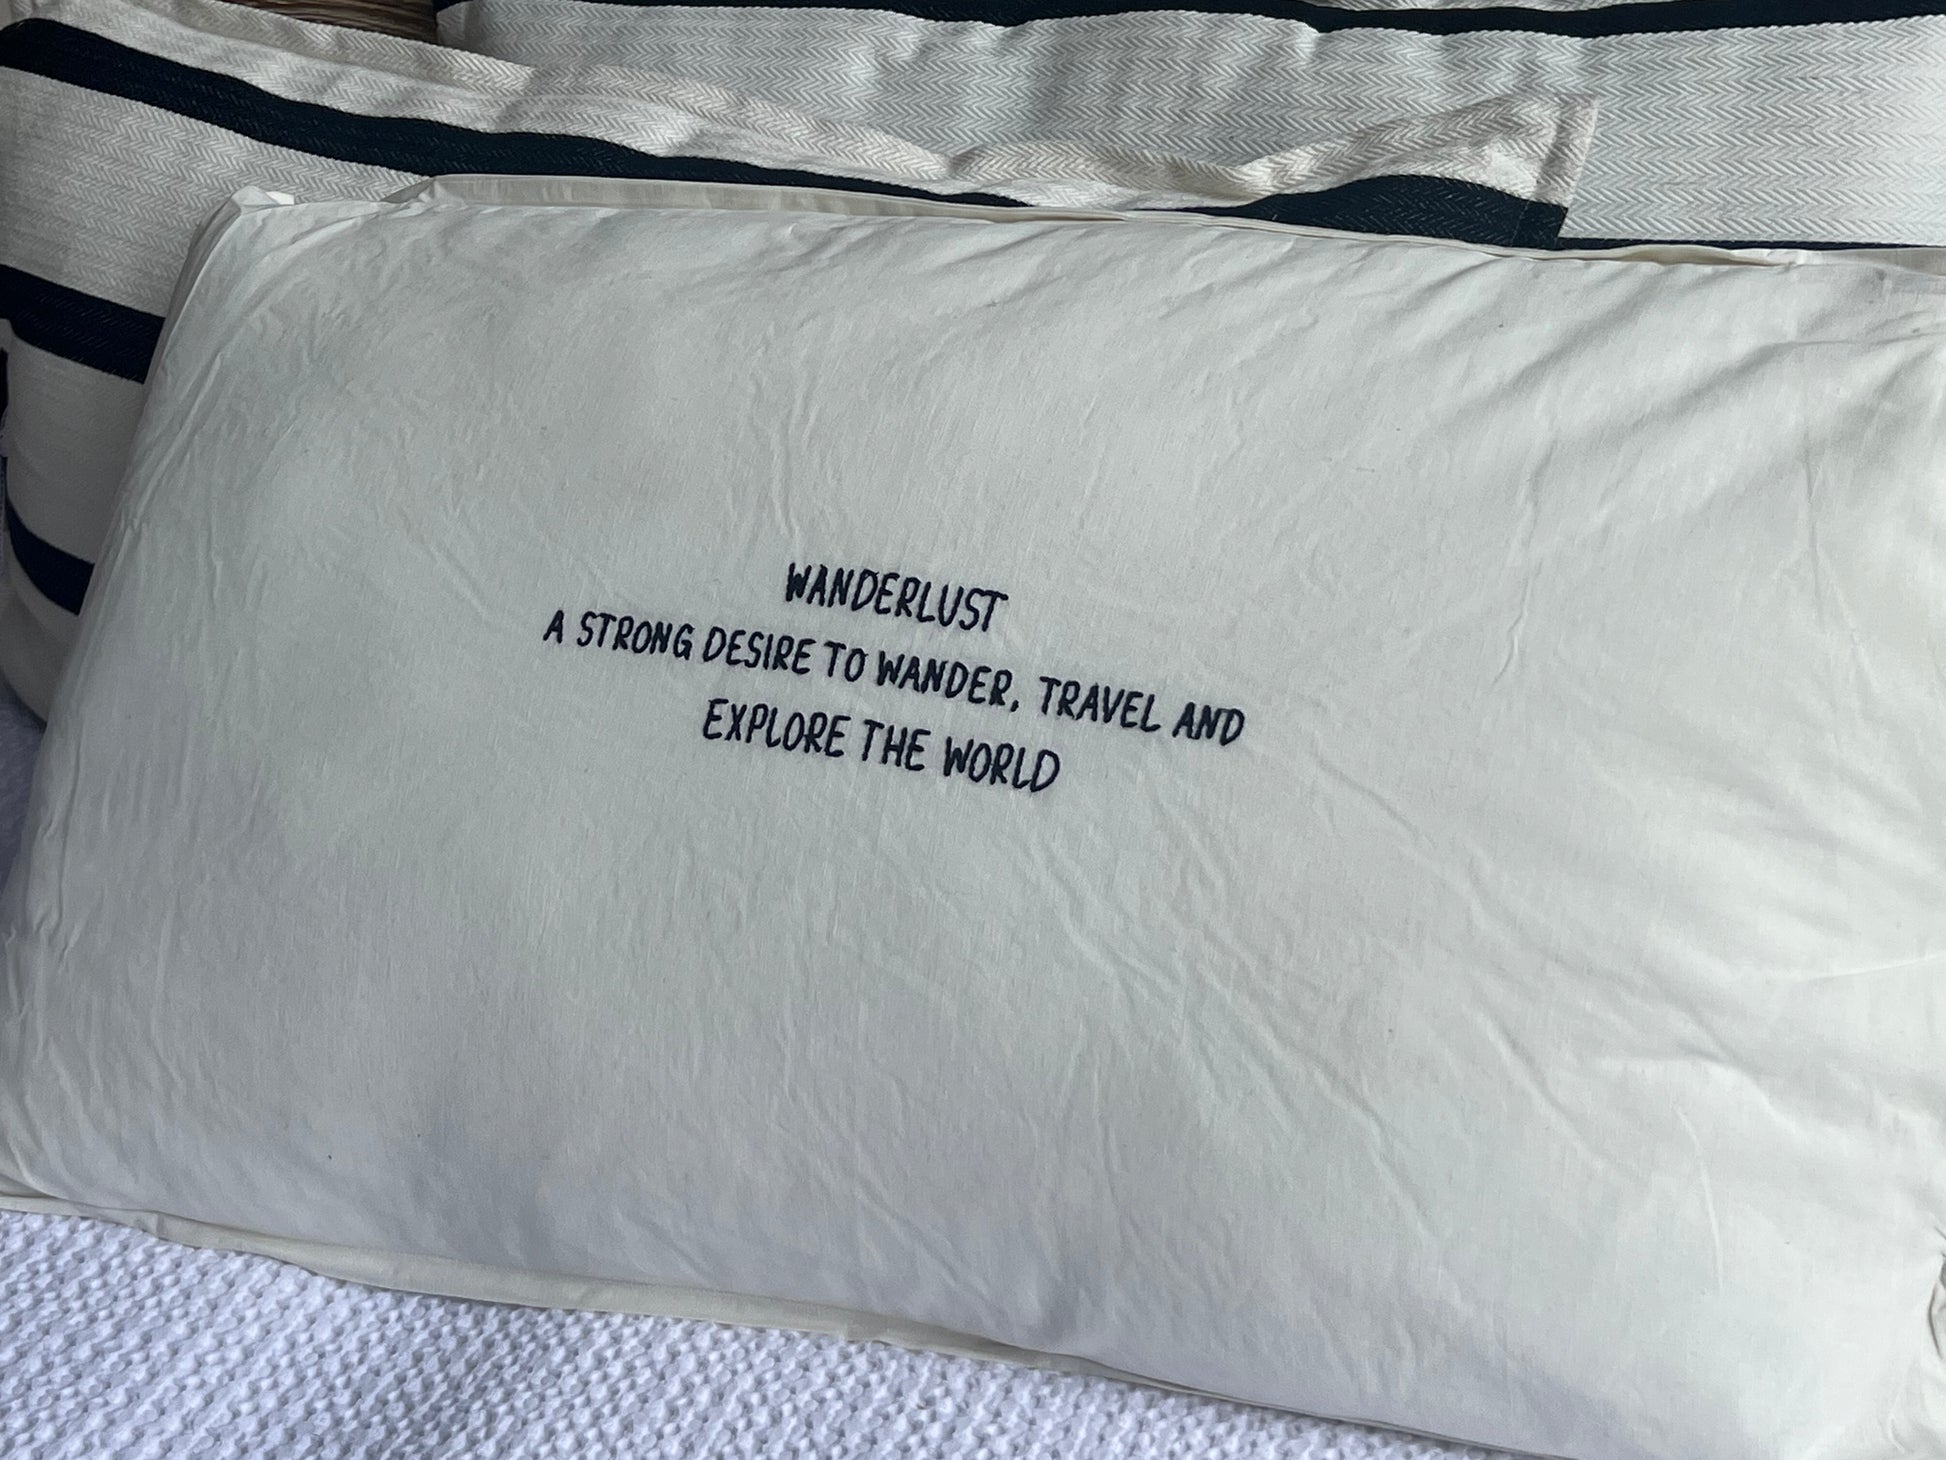 WANDERLUST
A STRONG DESIRE TO WANDER, TRAVEL AND
EXPLORE THE WORLD